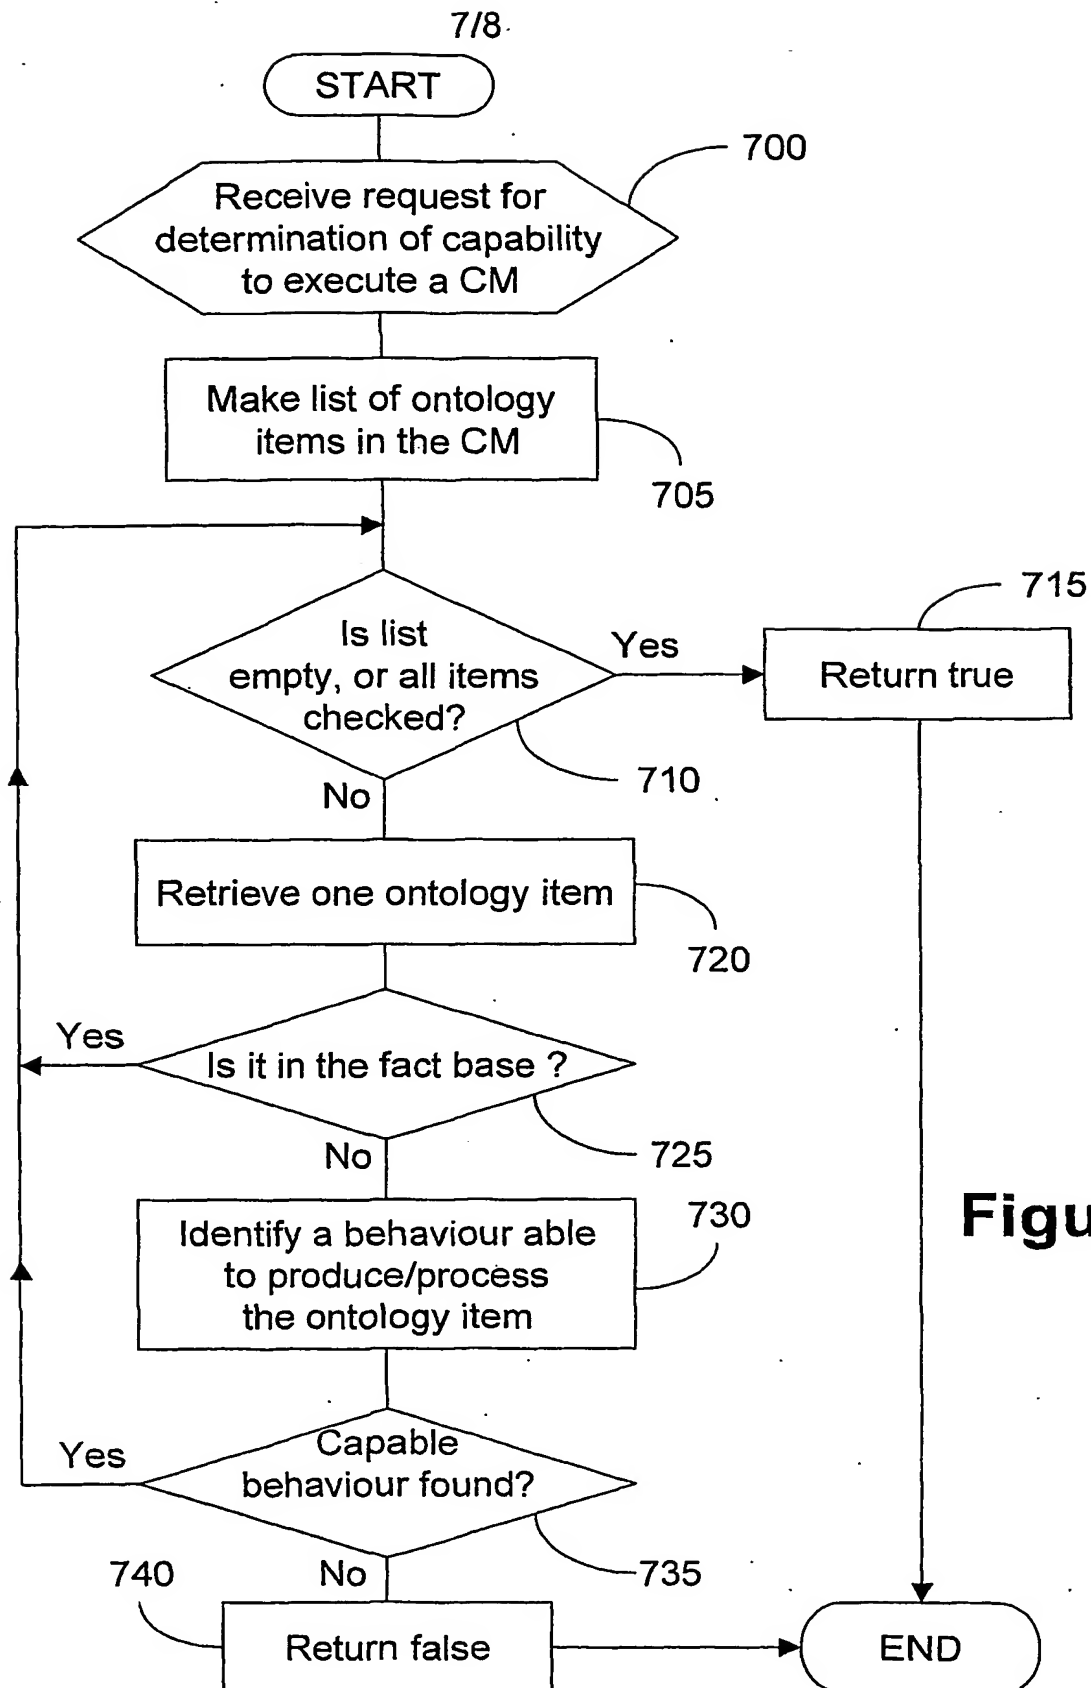 7/8
START
700
Receive request for
determination of capability
to execute a CM
Make list of ontology
items in the CM
705
715
Is list
empty, or all items
checked?
Yes
Return true
710
No
Retrieve one ontology item
720
Yes
Is it in the fact base ?
725
No
730
Identify a behaviour able
to produce/process
the ontology item
Figu
Yes
Capable
behaviour found?
740
No
735
Return false
END